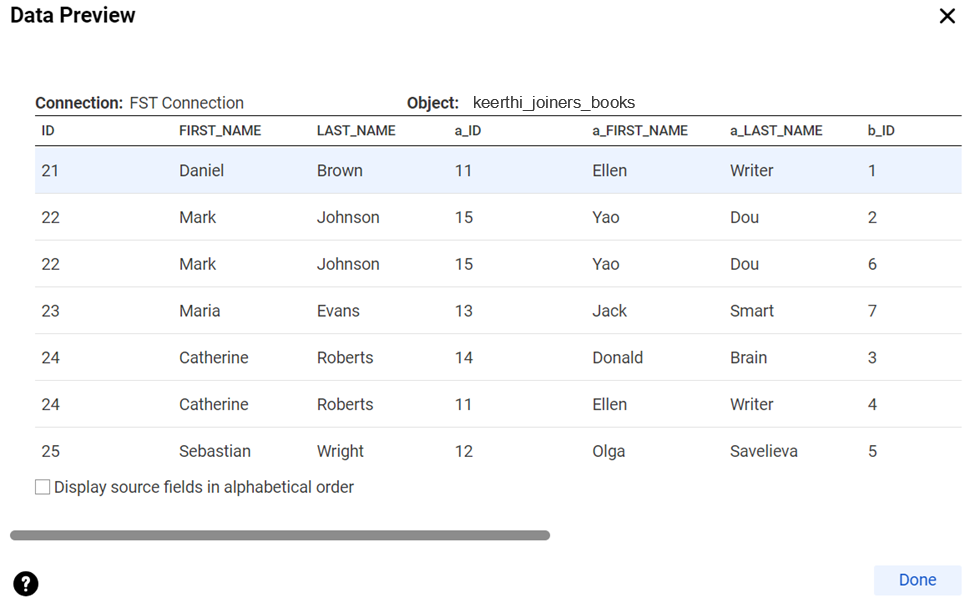 Data Preview
Connection: FST Connection Object: keerthi_joiners_books
ID FIRST_NAME LAST_NAME a_ID a_FIRST_NAME a_LAST_NAME b_ID
21 Daniel Brown 11 Ellen Writer 1
22 Mark Johnson 15 Yao Dou 2
22 Mark Johnson 15 Yao Dou 6
23 Maria Evans 13 Jack Smart 7
24 Catherine Roberts 14 Donald Brain 3
24 Catherine Roberts 11 Ellen Writer 4
25 Sebastian Wright 12 Olga Savelieva 5
Display source fields in alphabetical order
? Done